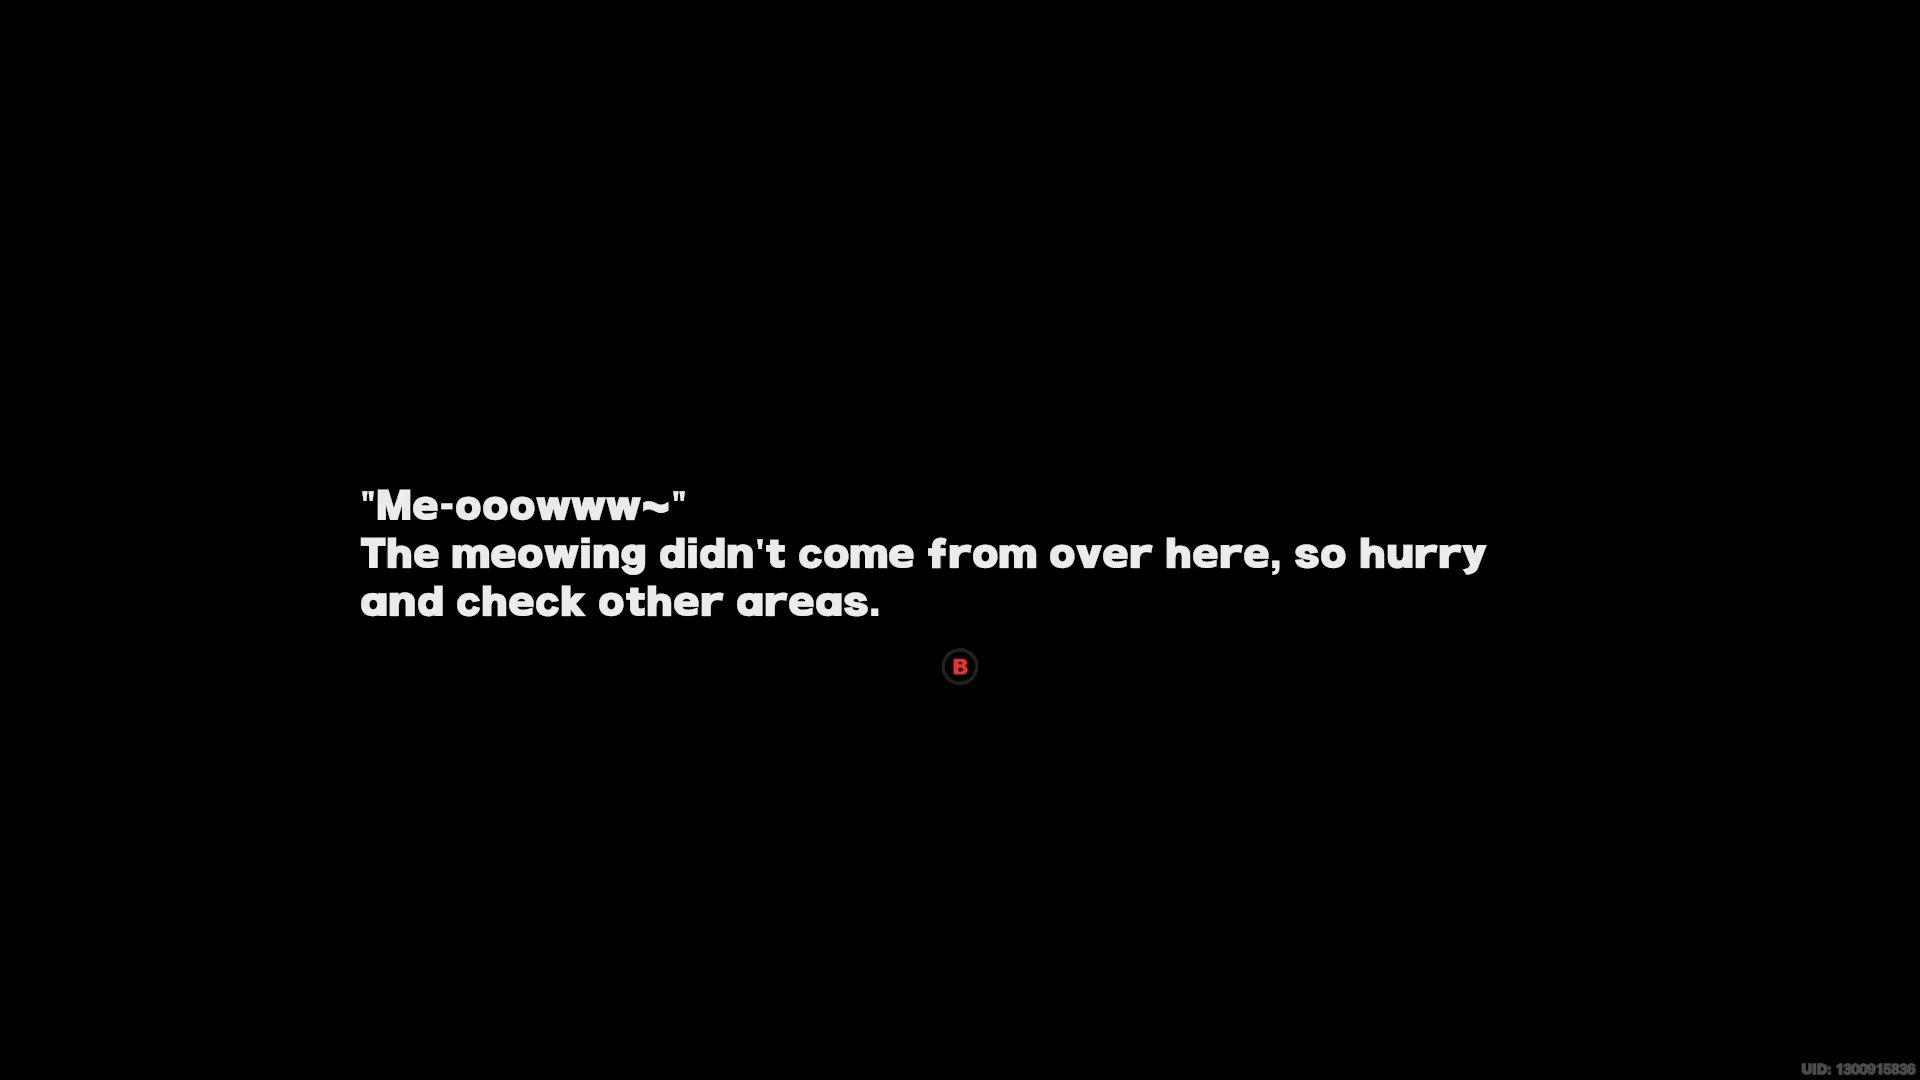 "Me-ooowww~"
The meowing didn't come from over here, so hurry
and check other areas.
B
UID: 1300915836